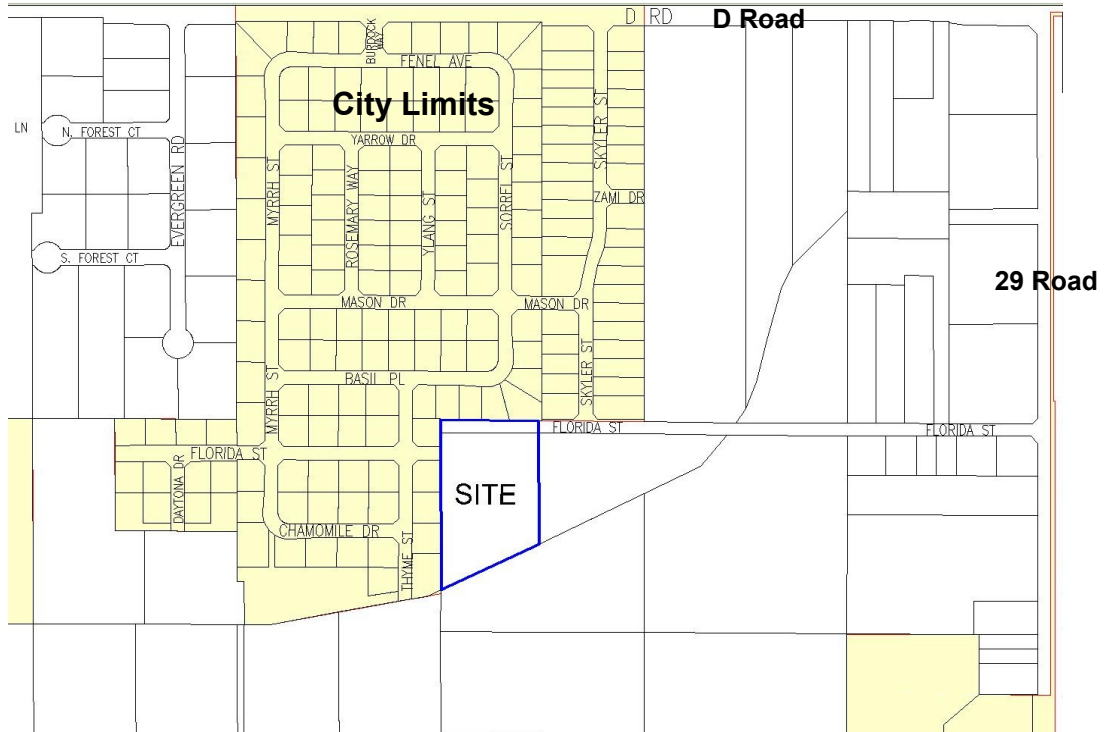 D RD
D Road
BURDOCK
WAY
FENEL AVE
City Limits
LN
N. FOREST CT
YARROW DR
EVERGREEN RD
MYRRH ST
ROSEMARY WAY
YLANG ST
SORREL ST
SKYLER ST
ZAMI DR
S. FOREST CT
29 Road
MASON DR
MASON DR
SKYLER ST
MYRRH ST
BASIL PL
FLORIDA ST
FLORIDA ST
FLORIDA ST
DAYTONA DR
SITE
CHAMOMILE DR
THYME ST